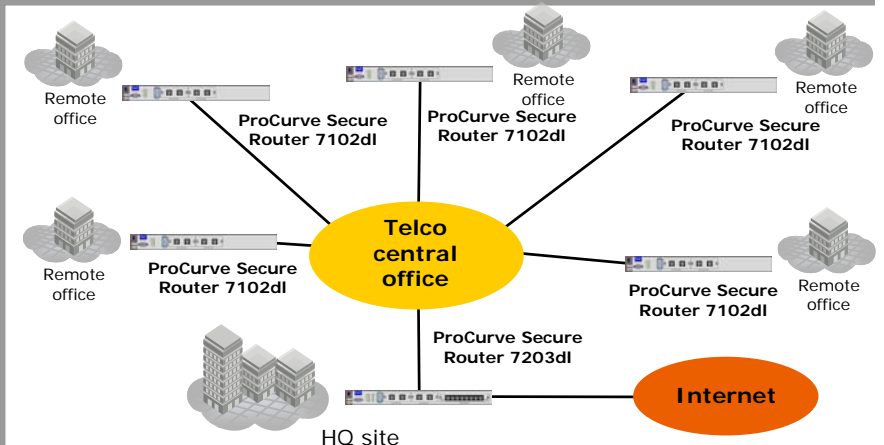 Remote
office
ProCurve Secure
Router 7102dl
ProCurve Secure
Router 7102dl
Remote
office
ProCurve Secure
Router 7102dl
Remote
office
Remote
office
ProCurve Secure
Router 7102dl
Telco
central
office
ProCurve Secure
Router 7102dl
Remote
office
ProCurve Secure
Router 7203dl
HQ site
Internet